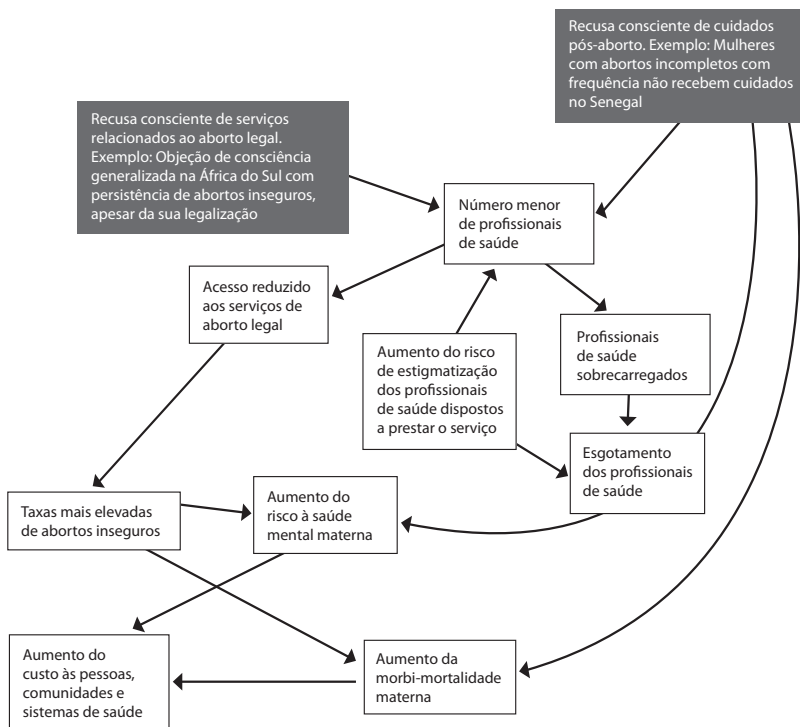 Recusa consciente de cuidados
pós-aborto. Exemplo: Mulheres
com abortos incompletos com
frequência não recebem cuidados
no Senegal
Recusa consciente de serviços
relacionados ao aborto legal.
Exemplo: Objeção de consciência
generalizada na África do Sul com
persistência de abortos inseguros,
apesar da sua legalização
Número menor
de profissionais
de saúde
Acesso reduzido
aos serviços de
aborto legal
Aumento do risco
de estigmatização
dos profissionais
de saúde dispostos
a prestar o serviço
Profissionais
de saúde
sobrecarregados
Esgotamento
dos profissionais
de saúde
Taxas mais elevadas
de abortos inseguros
Aumento do
risco à saúde
mental materna
Aumento do
custo às pessoas,
comunidades e
sistemas de saúde
Aumento da
morbi-mortalidade
materna